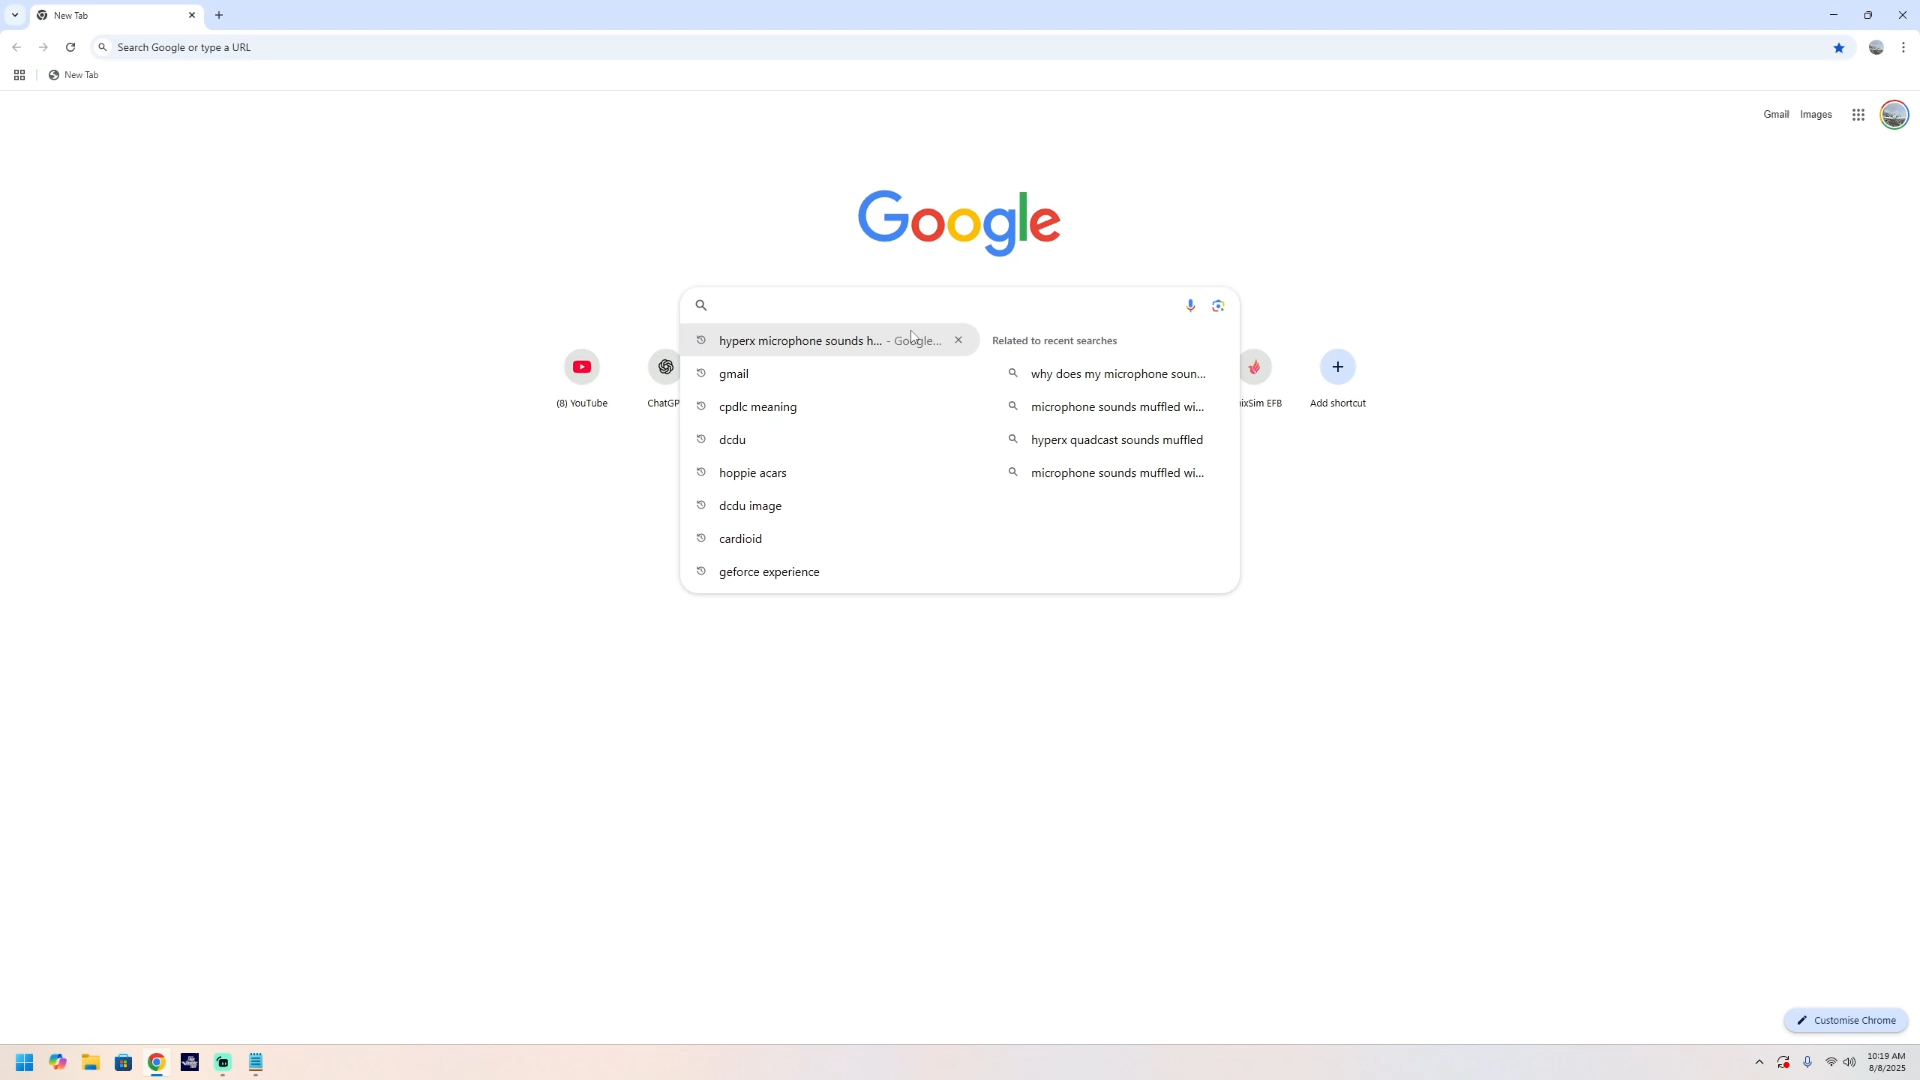 New Tab
Search Google or type a URL
New Tab
Gmail Images
Google
hyperx microphone sounds h... - Google...
Related to recent searches
gmail
why does my microphone soun...
cpdlc meaning
microphone sounds muffled wi...
dcdu
hyperx quadcast sounds muffled
hoppie acars
microphone sounds muffled wi...
dcdu image
cardioid
geforce experience
(8) YouTube
ChatGP
ixSim EFB
Add shortcut
Customise Chrome
10:19 AM
8/8/2025